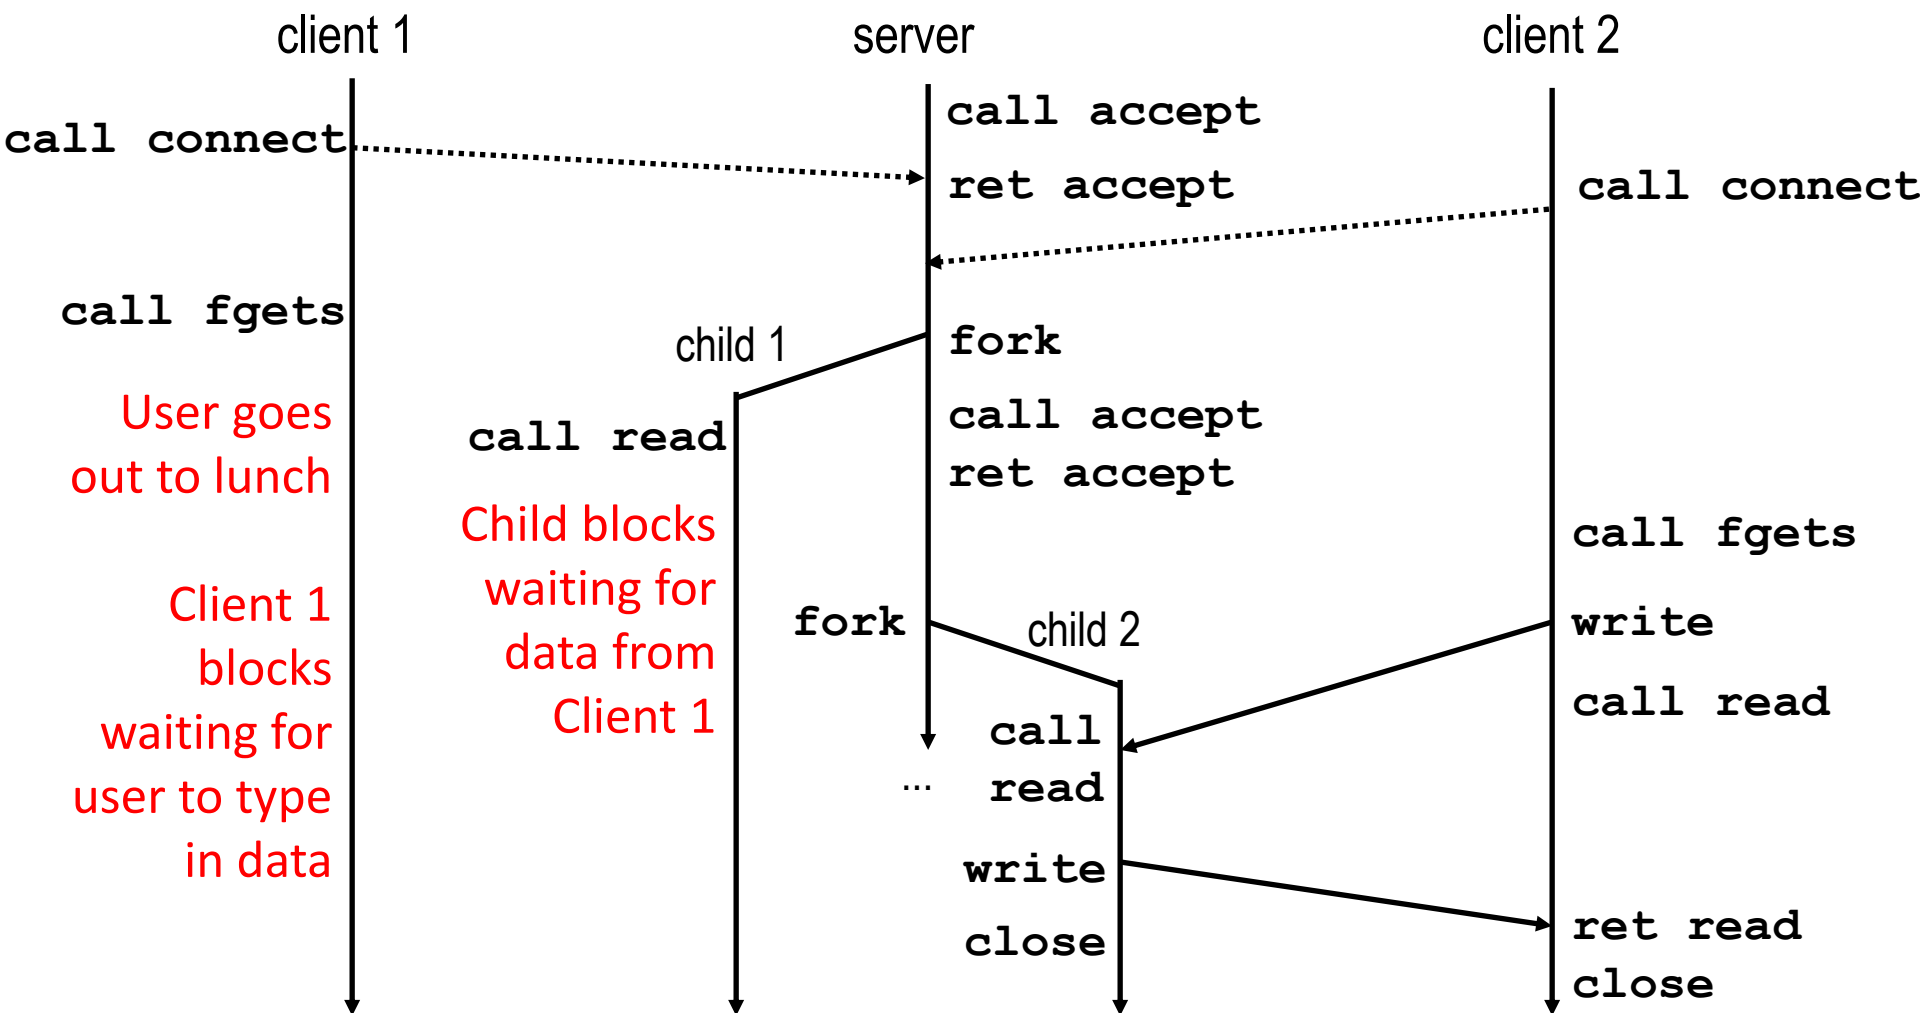 client 1
server
client 2
call connect
call accept
ret accept
call connect
call fgets
child 1
fork
User goes
out to lunch
call read
call accept
ret accept
Child blocks
waiting for
data from
Client 1
call fgets
Client 1
blocks
waiting for
user to type
in data
fork
child 2
write
call read
call
read
...
write
close
ret read
close